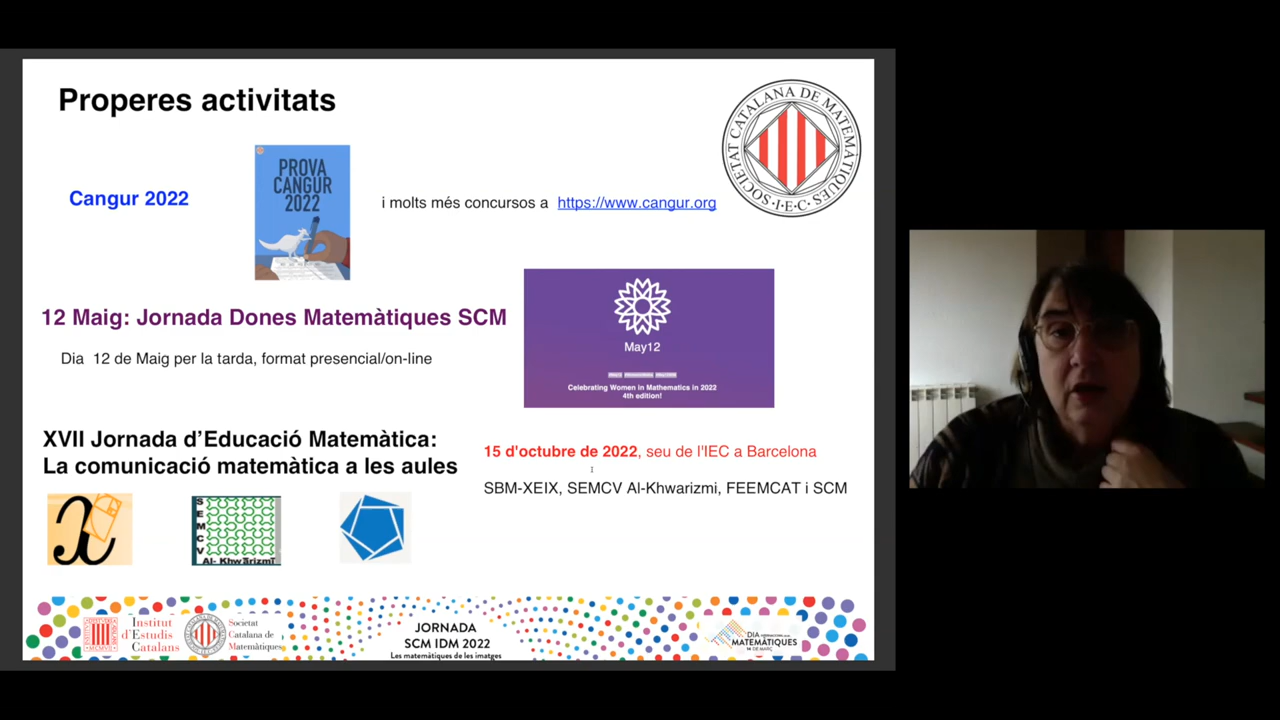 Properes activitats
SOCIETAT CATALANA DE MATEMÀTIQUES
·I·E·C·
Cangur 2022
PROVA
CANGUR
2022
i molts més concursos a https://www.cangur.org
12 Maig: Jornada Dones Matemàtiques SCM
Dia 12 de Maig per la tarda, format presencial/on-line
May12
Celebrating Women in Mathematics in 2022
4th edition!
XVII Jornada d’Educació Matemàtica:
La comunicació matemàtica a les aules
15 d'octubre de 2022, seu de l'IEC a Barcelona
SBM-XEIX, SEMCV Al-Khwarizmi, FEEMCAT i SCM
x
SEMCV
Al- Khwārizmī
Institut
d'Estudis
Catalans
Societat
Catalana de
Matemàtiques
JORNADA
SCM IDM 2022
Les matemàtiques de les imatges
DIA
MATEMÀTIQUES
14 DE MARÇ